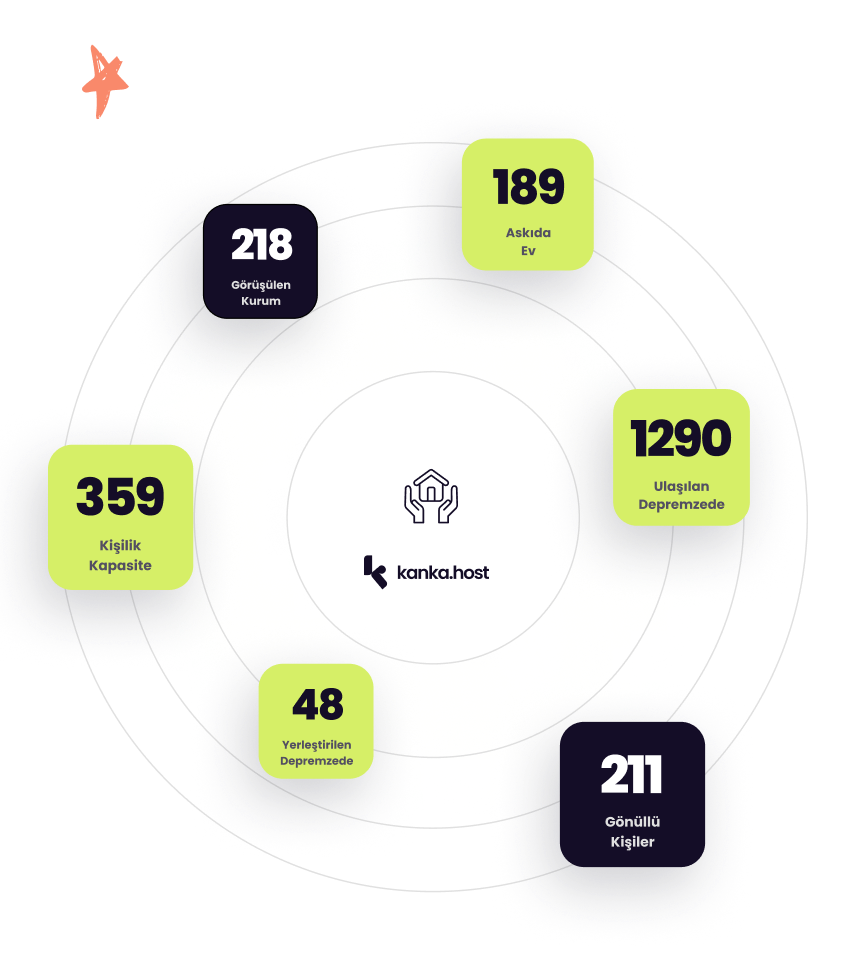 189
Askıda
Ev
218
Görüşülen
Kurum
1290
Ulaşılan
Depremzede
359
Kişilik
Kapasite
kanka.host
48
Yerleştirilen
Depremzede
211
Gönüllü
Kişiler